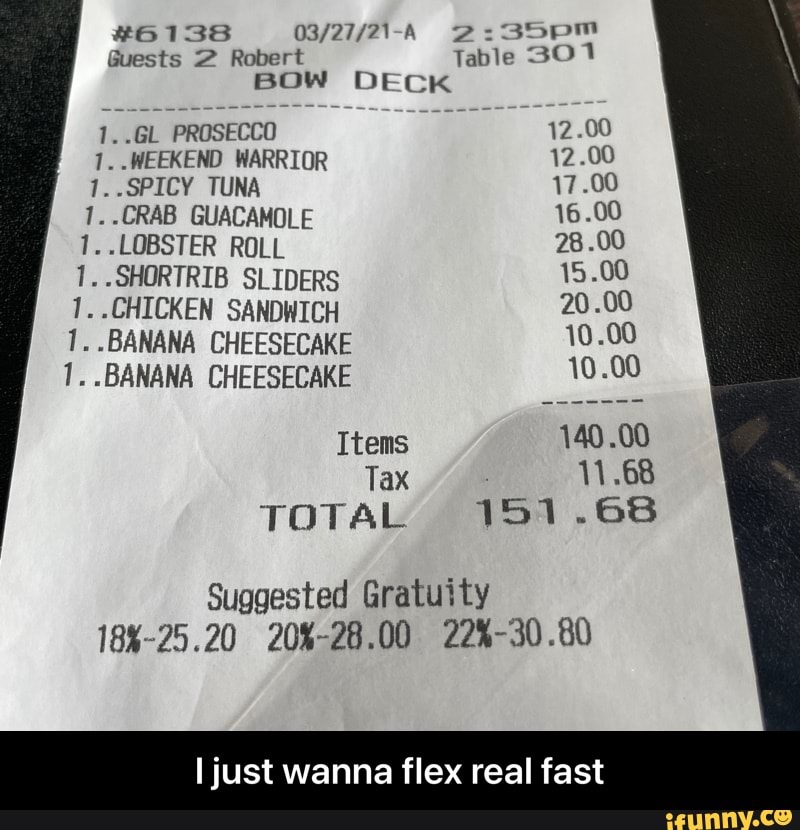 #6138 03/27/21-A 2:35pm
Guests 2 Robert Table 301
BOW DECK
1..GL PROSECCO 12.00
1..WEEKEND WARRIOR 12.00
1..SPICY TUNA 17.00
1..CRAB GUACAMOLE 16.00
1..LOBSTER ROLL 28.00
1..SHORTRIB SLIDERS 15.00
1..CHICKEN SANDWICH 20.00
1..BANANA CHEESECAKE 10.00
1..BANANA CHEESECAKE 10.00
Items 140.00
Tax 11.68
TOTAL 151.68
Suggested Gratuity
18%-25.20 20%-28.00 22%-30.80
I just wanna flex real fast
ifunny.co